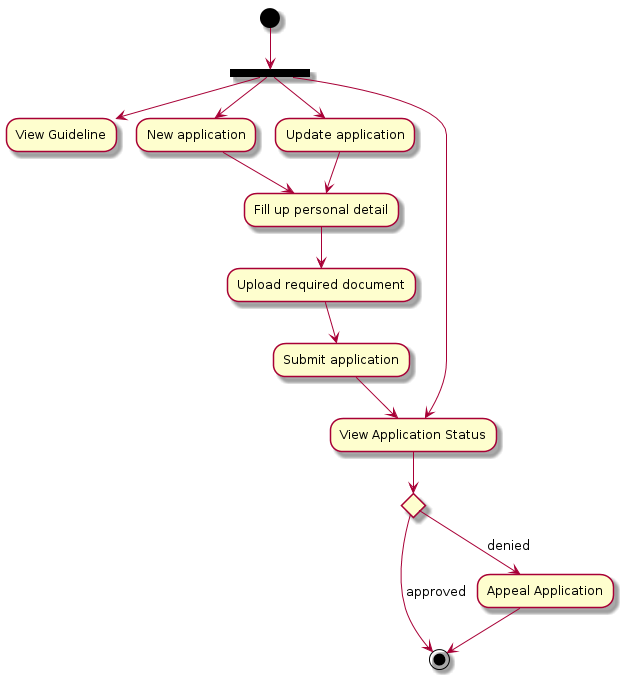 View Guideline
New application
Update application
Fill up personal detail
Upload required document
Submit application
View Application Status
denied
approved
Appeal Application